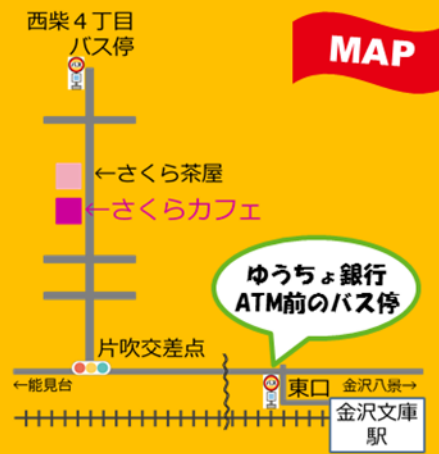 西柴４丁目
バス停
MAP
←さくら茶屋
←さくらカフェ
ゆうちょ銀行
ATM前のバス停
片吹交差点
←能見台
東口
金沢八景→
金沢文庫
駅